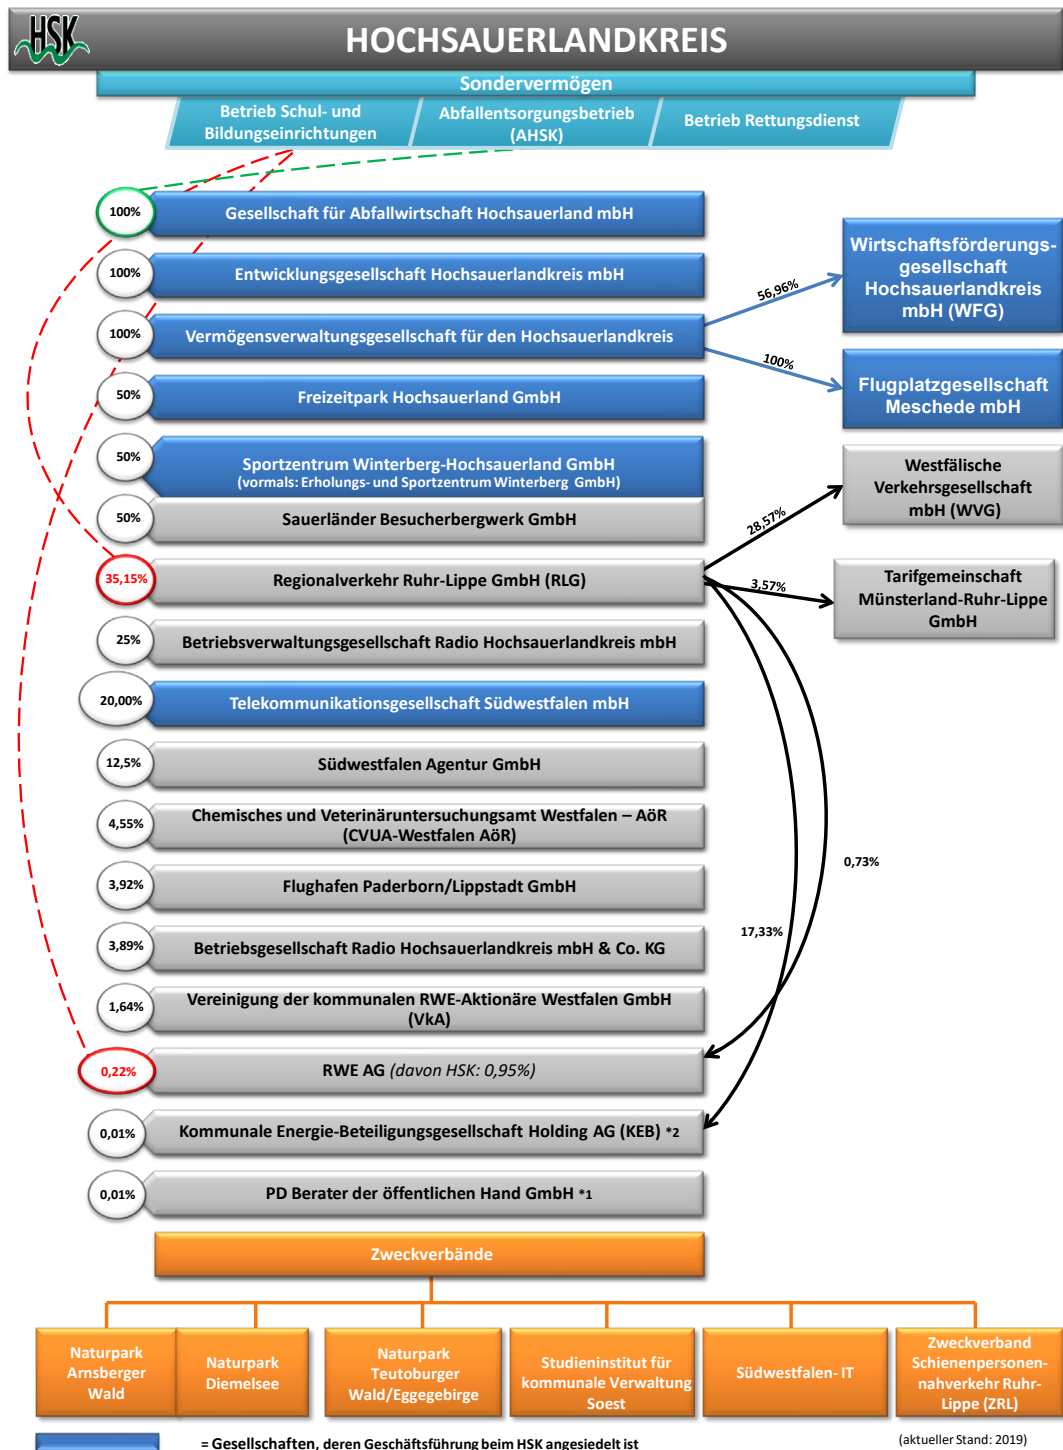 HSK
HOCHSAUERLANDKREIS
Sondervermögen
Betrieb Schul- und
Bildungseinrichtungen
Abfallentsorgungsbetrieb
(AHSK)
Betrieb Rettungsdienst
100%
Gesellschaft für Abfallwirtschaft Hochsauerland mbH
100%
Entwicklungsgesellschaft Hochsauerlandkreis mbH
100%
Vermögensverwaltungsgesellschaft für den Hochsauerlandkreis
56,96%
Wirtschaftsförderungs-
gesellschaft
Hochsauerlandkreis
mbH (WFG)
100%
Flugplatzgesellschaft
Meschede mbH
50%
Freizeitpark Hochsauerland GmbH
50%
Sportzentrum Winterberg-Hochsauerland GmbH
(vormals: Erholungs- und Sportzentrum Winterberg GmbH)
50%
Sauerländer Besucherbergwerk GmbH
28,57%
Westfälische
Verkehrsgesellschaft
mbH (WVG)
35,15%
Regionalverkehr Ruhr-Lippe GmbH (RLG)
3,57%
Tarifgemeinschaft
Münsterland-Ruhr-Lippe
GmbH
25%
Betriebsverwaltungsgesellschaft Radio Hochsauerlandkreis mbH
20,00%
Telekommunikationsgesellschaft Südwestfalen mbH
12,5%
Südwestfalen Agentur GmbH
4,55%
Chemisches und Veterinäruntersuchungsamt Westfalen – AöR
(CVUA-Westfalen AöR)
0,73%
3,92%
Flughafen Paderborn/Lippstadt GmbH
17,33%
3,89%
Betriebsgesellschaft Radio Hochsauerlandkreis mbH & Co. KG
1,64%
Vereinigung der kommunalen RWE-Aktionäre Westfalen GmbH
(VkA)
0,22%
RWE AG (davon HSK: 0,95%)
0,01%
Kommunale Energie-Beteiligungsgesellschaft Holding AG (KEB) *2
0,01%
PD Berater der öffentlichen Hand GmbH *1
Zweckverbände
Naturpark
Arnsberger
Wald
Naturpark
Diemelsee
Naturpark
Teutoburger
Wald/Eggegebirge
Studieninstitut für
kommunale Verwaltung
Soest
Südwestfalen- IT
Zweckverband
Schienenpersonen-
nahverkehr Ruhr-
Lippe (ZRL)
= Gesellschaften, deren Geschäftsführung beim HSK angesiedelt ist
(aktueller Stand: 2019)